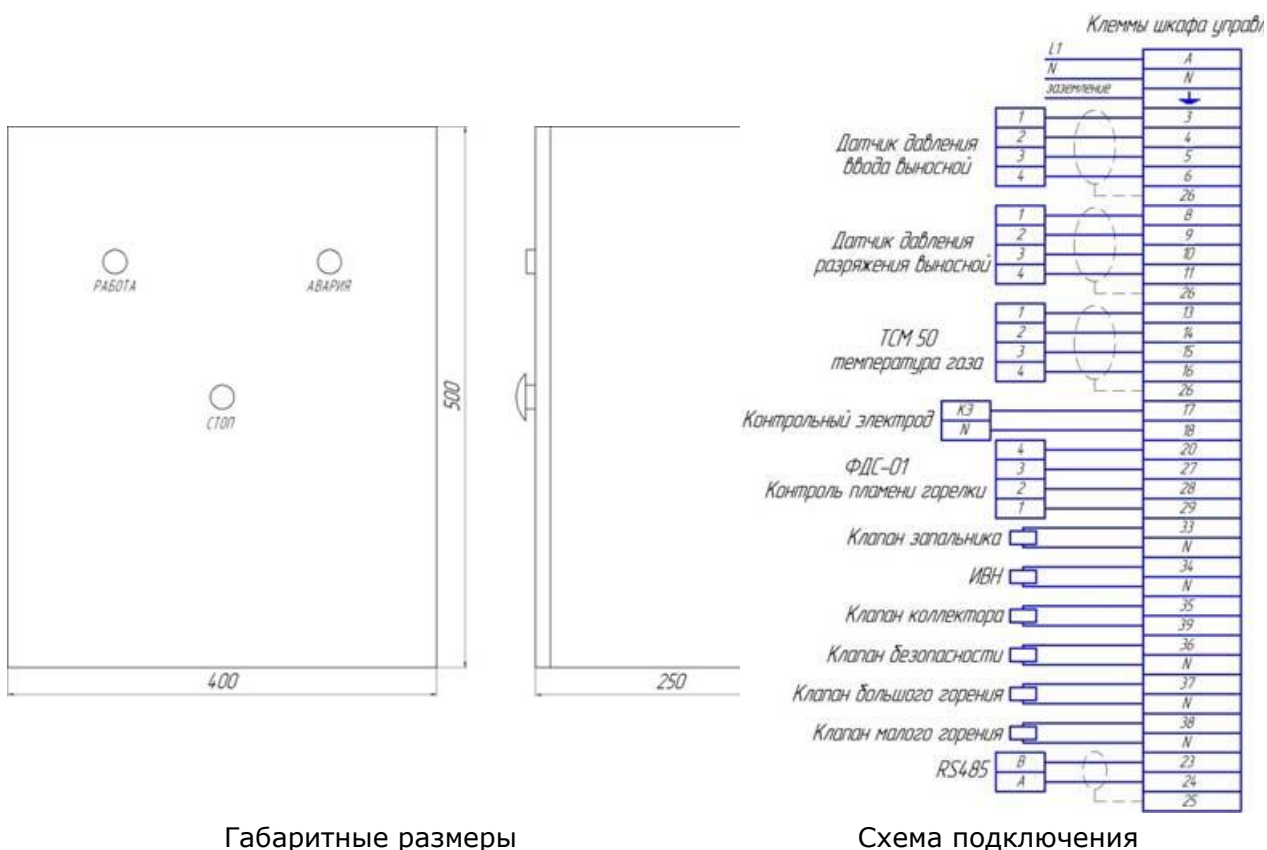 РАБОТА
АВАРИЯ
СТОП
500
400
250
Габаритные размеры
Клеммы шкафа управл
L1
A
N
N
заземление
Датчик давления
ввода выносной
1
3
2
4
3
5
4
6
26
Датчик давления
разряжения выносной
1
8
2
9
3
10
4
11
26
ТСМ 50
температура газа
1
13
2
14
3
15
4
16
26
Контрольный электрод
КЭ
17
N
18
ФДС-01
Контроль пламени горелки
4
20
3
27
2
28
1
29
Клапан запальника
33
N
ИВН
34
N
Клапан коллектора
35
39
Клапан безопасности
36
N
Клапан большого горения
37
N
Клапан малого горения
38
N
RS485
B
23
A
24
25
Схема подключения